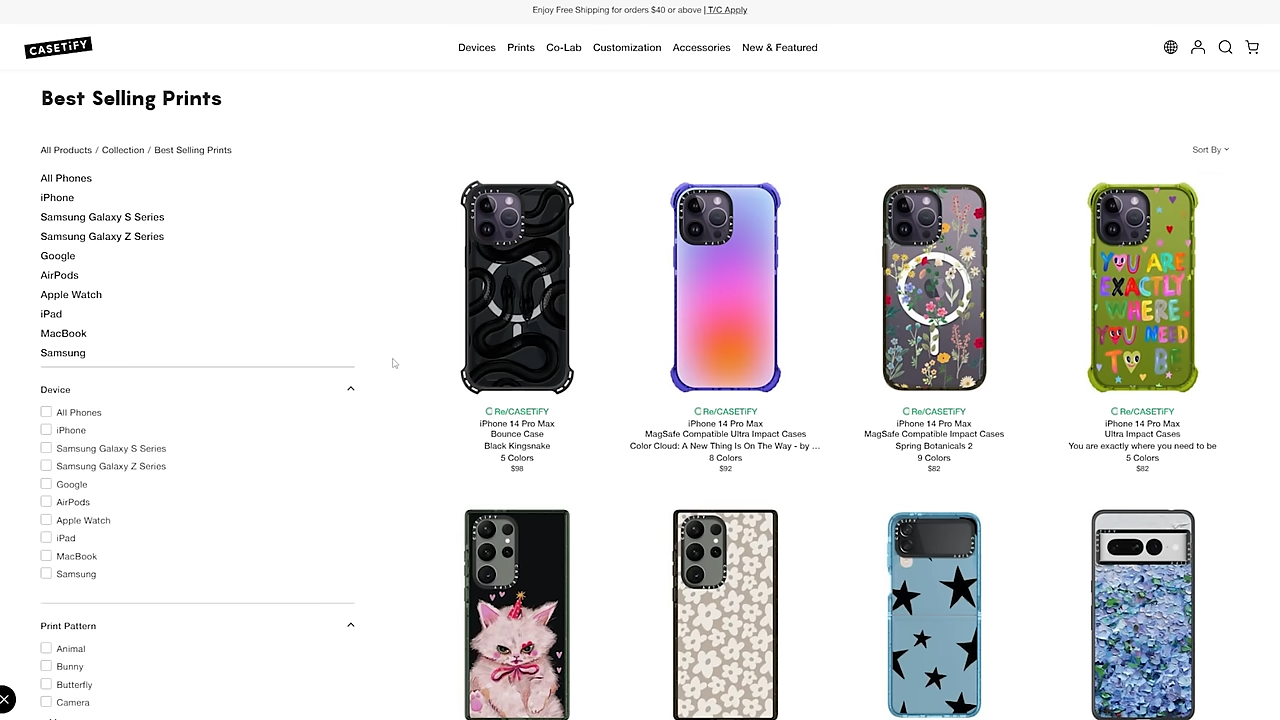 Enjoy Free Shipping for orders $40 or above | T/C Apply
CASETiFY
Devices Prints Co-Lab Customization Accessories New & Featured
Best Selling Prints
All Products / Collection / Best Selling Prints
Sort By
All Phones
iPhone
Samsung Galaxy S Series
Samsung Galaxy Z Series
Google
AirPods
Apple Watch
iPad
MacBook
Samsung
Device
All Phones
iPhone
Samsung Galaxy S Series
Samsung Galaxy Z Series
Google
AirPods
Apple Watch
iPad
MacBook
Samsung
Print Pattern
Animal
Bunny
Butterfly
Camera
Re/CASETiFY
iPhone 14 Pro Max
Bounce Case
Black Kingsnake
5 Colors
$98
Re/CASETiFY
iPhone 14 Pro Max
MagSafe Compatible Ultra Impact Cases
Color Cloud: A New Thing Is On The Way - by ...
8 Colors
$92
Re/CASETiFY
iPhone 14 Pro Max
MagSafe Compatible Impact Cases
Spring Botanicals 2
9 Colors
$82
YOU ARE
EXACTLY
WHERE
YOU NEED
TO BE
Re/CASETiFY
iPhone 14 Pro Max
Ultra Impact Cases
You are exactly where you need to be
5 Colors
$82